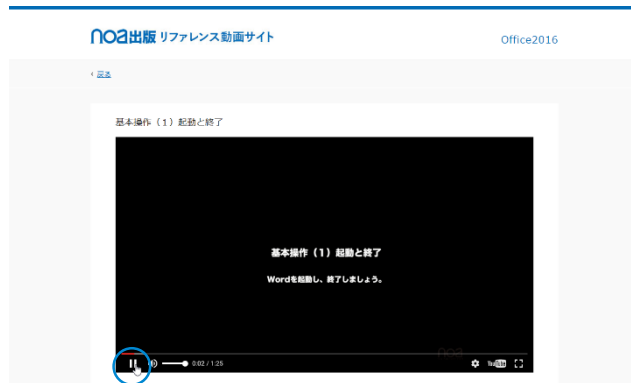 noa出版 リファレンス動画サイト
Office2016
‹ 戻る
基本操作（1）起動と終了
基本操作（1）起動と終了
Wordを起動し、終了しましょう。
noa
0:02 / 1:25
YouTube